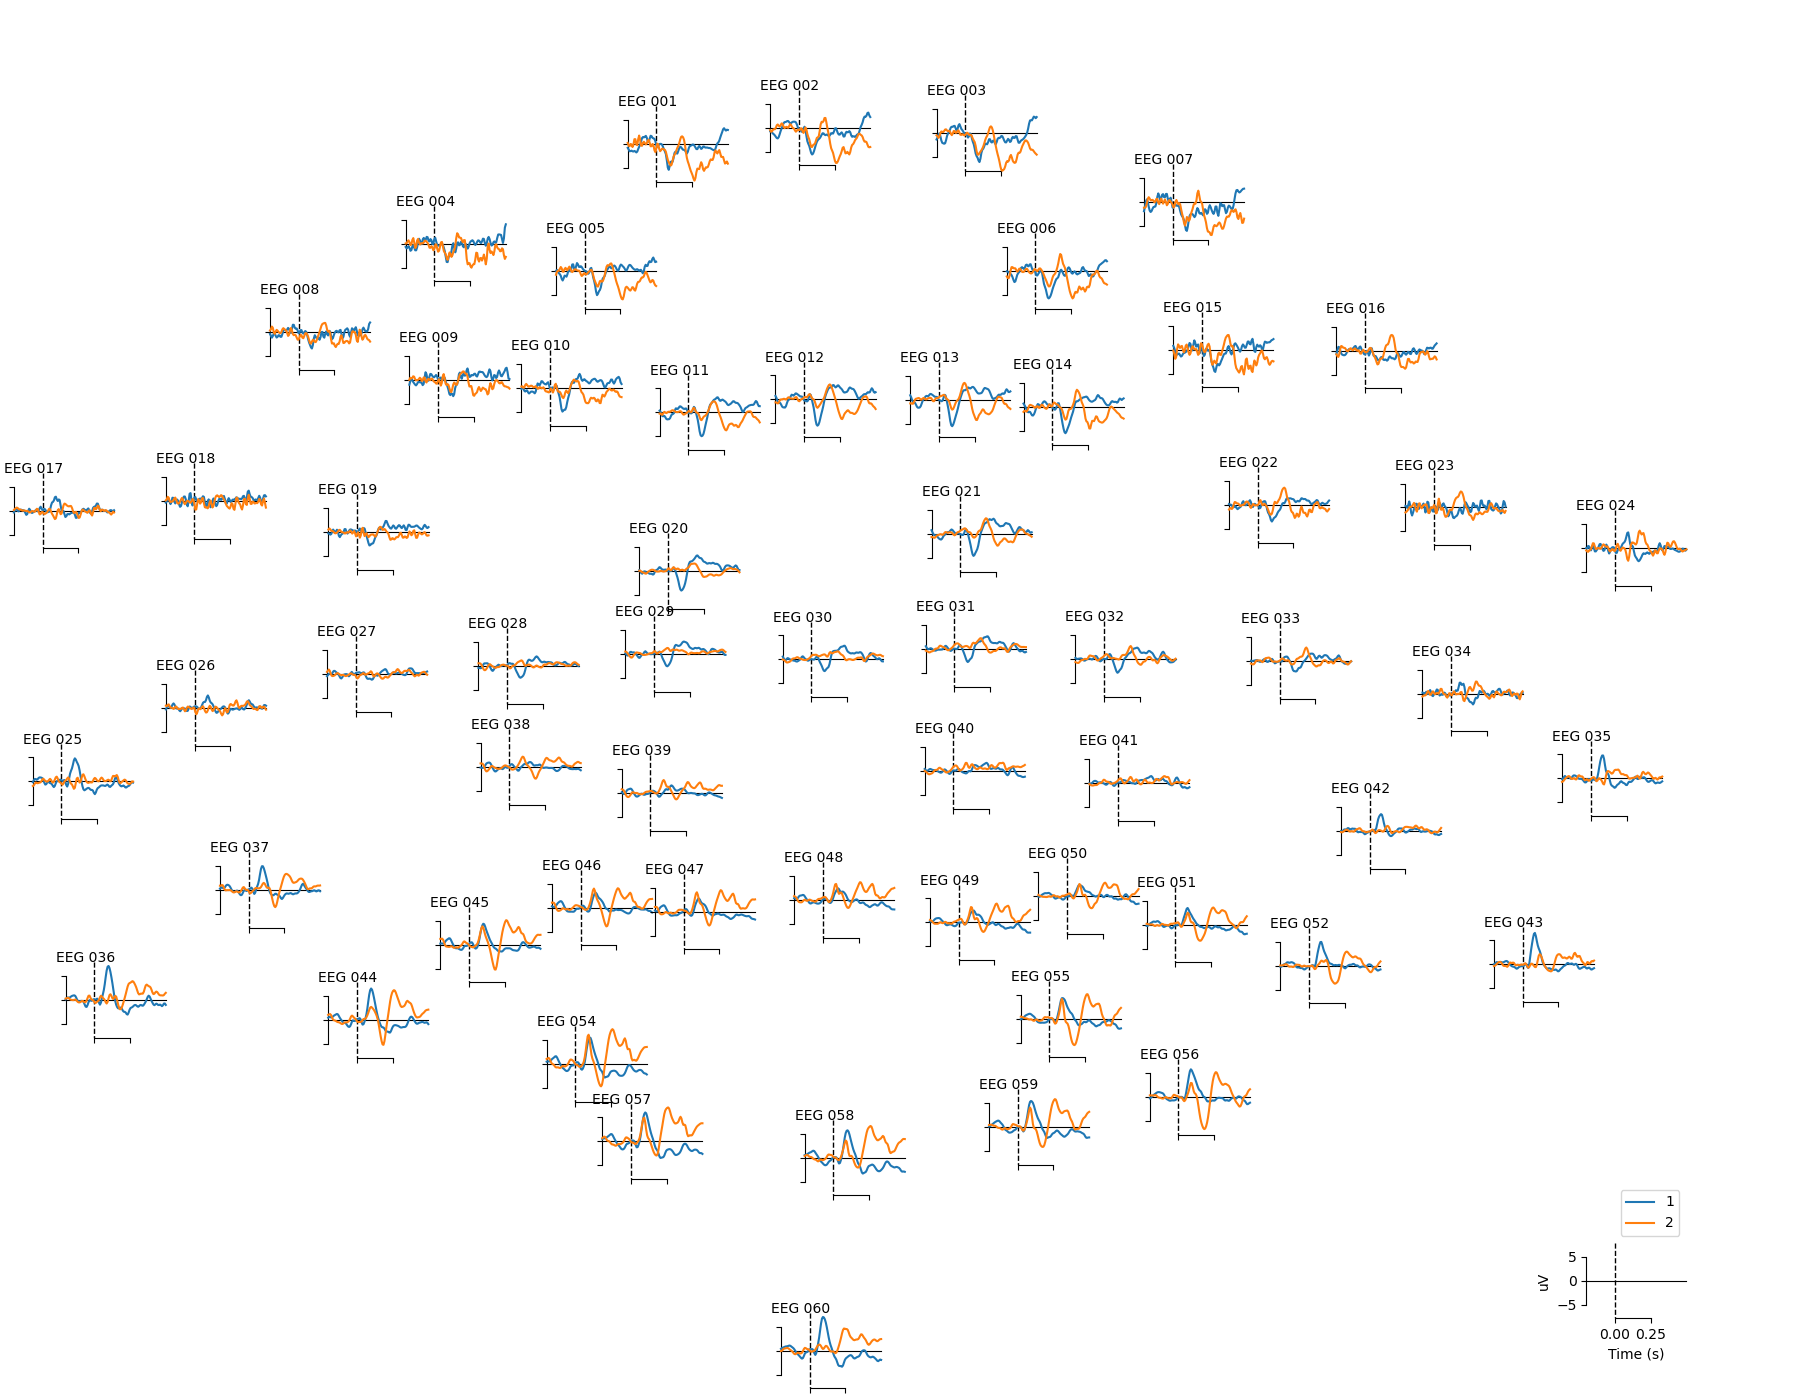 EEG 001
EEG 002
EEG 003
EEG 004
EEG 005
EEG 006
EEG 007
EEG 008
EEG 009
EEG 010
EEG 011
EEG 012
EEG 013
EEG 014
EEG 015
EEG 016
EEG 017
EEG 018
EEG 019
EEG 020
EEG 021
EEG 022
EEG 023
EEG 024
EEG 025
EEG 026
EEG 027
EEG 028
EEG 029
EEG 030
EEG 031
EEG 032
EEG 033
EEG 034
EEG 035
EEG 036
EEG 037
EEG 038
EEG 039
EEG 040
EEG 041
EEG 042
EEG 043
EEG 044
EEG 045
EEG 046
EEG 047
EEG 048
EEG 049
EEG 050
EEG 051
EEG 052
EEG 054
EEG 055
EEG 056
EEG 057
EEG 058
EEG 059
EEG 060
1
2
5
0
−5
uV
0.00 0.25
Time (s)